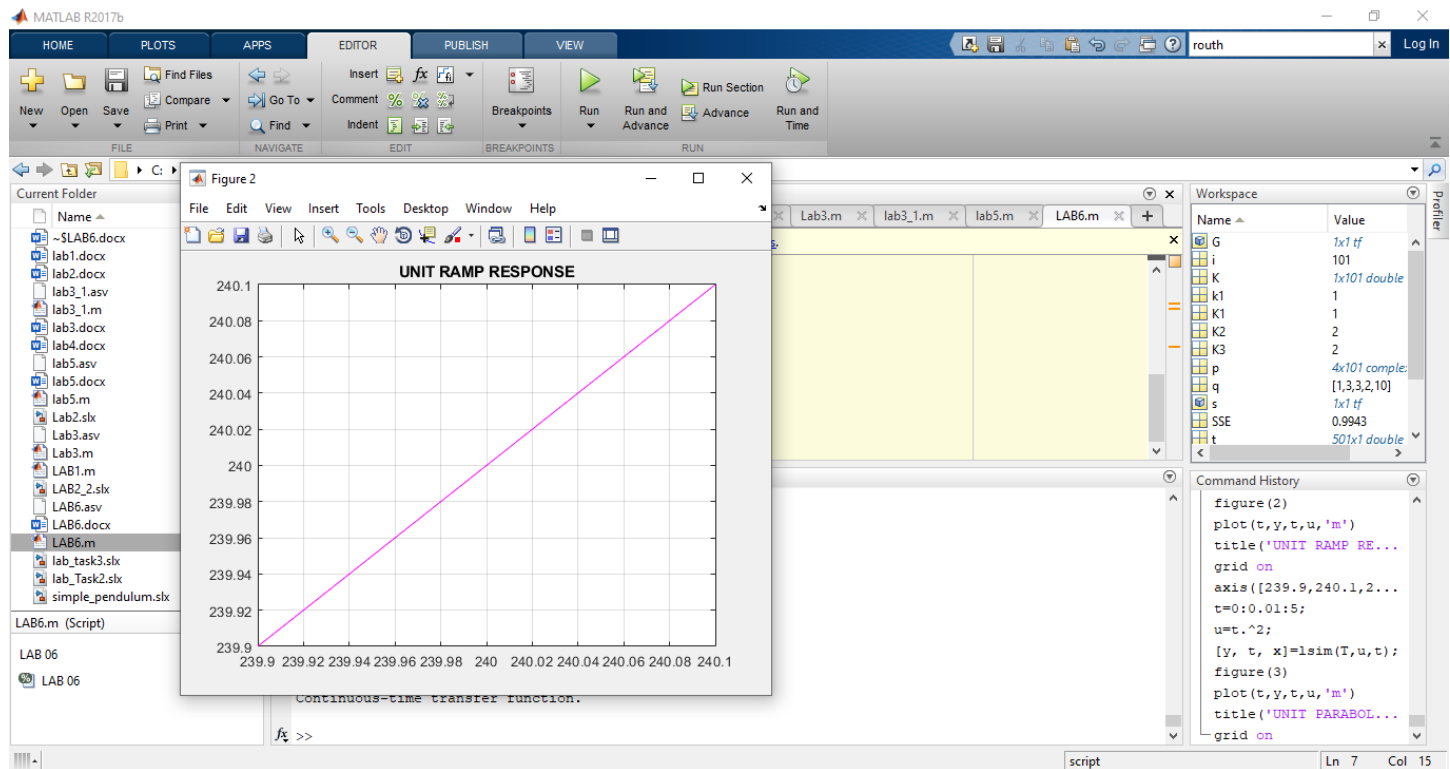 MATLAB R2017b
HOME PLOTS APPS EDITOR PUBLISH VIEW
routh
Log In
New
Open
Save
Find Files
Compare
Print
FILE
Go To
Find
NAVIGATE
Insert
Comment
Indent
EDIT
Breakpoints
BREAKPOINTS
Run
Run and Advance
Run Section
Advance
Run and Time
RUN
C:
Current Folder
Name
~$LAB6.docx
lab1.docx
lab2.docx
lab3_1.asv
lab3_1.m
lab3.docx
lab4.docx
lab5.asv
lab5.docx
lab5.m
Lab2.slx
Lab3.asv
Lab3.m
LAB1.m
LAB2_2.slx
LAB6.asv
LAB6.docx
LAB6.m
lab_task3.slx
lab_Task2.slx
simple_pendulum.slx
LAB6.m (Script)
LAB 06
LAB 06
Figure 2
File Edit View Insert Tools Desktop Window Help
UNIT RAMP RESPONSE
240.1
240.08
240.06
240.04
240.02
240
239.98
239.96
239.94
239.92
239.9
239.9 239.92 239.94 239.96 239.98 240 240.02 240.04 240.06 240.08 240.1
Lab3.m lab3_1.m lab5.m LAB6.m
Continuous-time transfer function.
fx >>
Workspace
Name Value
G 1x1 tf
i 101
K 1x101 double
k1 1
K1 1
K2 2
K3 2
p 4x101 comple
q [1,3,3,2,10]
s 1x1 tf
SSE 0.9943
t 501x1 double
Profiler
Command History
figure(2)
plot(t,y,t,u,'m')
title('UNIT RAMP RE...
grid on
axis([239.9,240.1,2...
t=0:0.01:5;
u=t.^2;
[y, t, x]=lsim(T,u,t);
figure(3)
plot(t,y,t,u,'m')
title('UNIT PARABOL...
grid on
script
Ln 7 Col 15